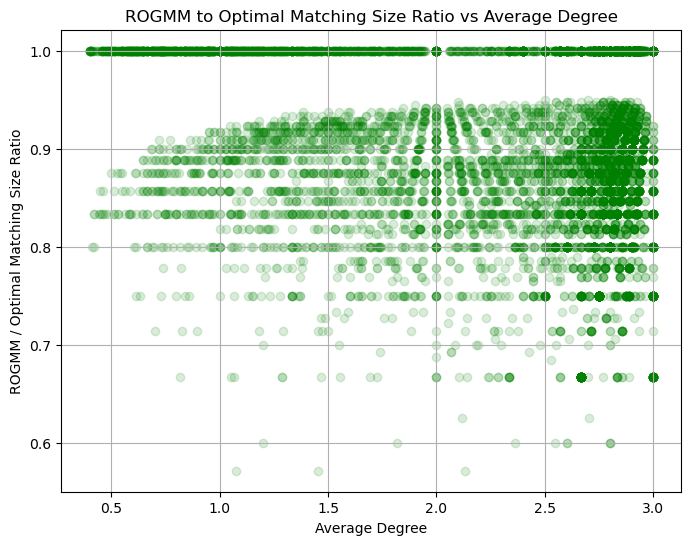 ROGMM to Optimal Matching Size Ratio vs Average Degree
ROGMM / Optimal Matching Size Ratio
1.0
0.9
0.8
0.7
0.6
0.5 1.0 1.5 2.0 2.5 3.0
Average Degree